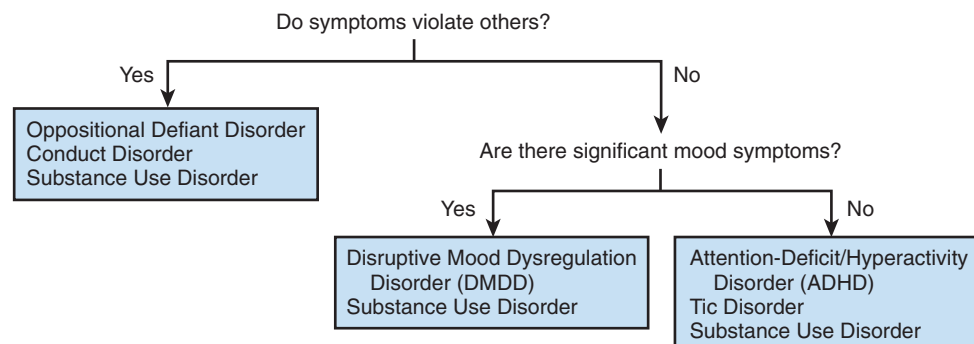 Do symptoms violate others?
Yes
No
Oppositional Defiant Disorder
Conduct Disorder
Substance Use Disorder
Are there significant mood symptoms?
Yes
No
Disruptive Mood Dysregulation
Disorder (DMDD)
Substance Use Disorder
Attention-Deficit/Hyperactivity
Disorder (ADHD)
Tic Disorder
Substance Use Disorder